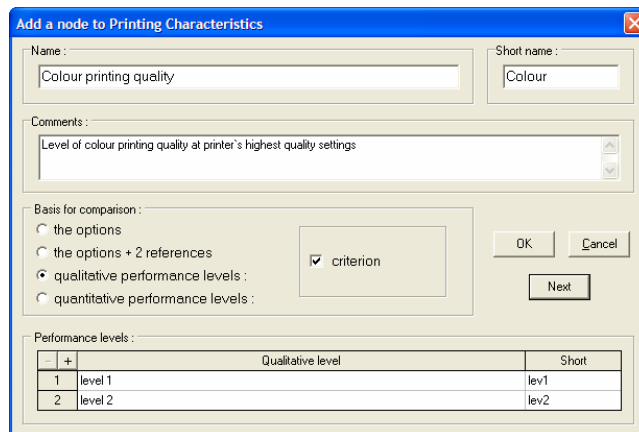 Add a node to Printing Characteristics
Name :
Short name :
Colour printing quality
Colour
Comments :
Level of colour printing quality at printer`s highest quality settings
Basis for comparison :
the options
the options + 2 references
qualitative performance levels :
quantitative performance levels :
criterion
OK
Cancel
Next
Performance levels :
- + Qualitative level Short
1 level 1 lev1
2 level 2 lev2